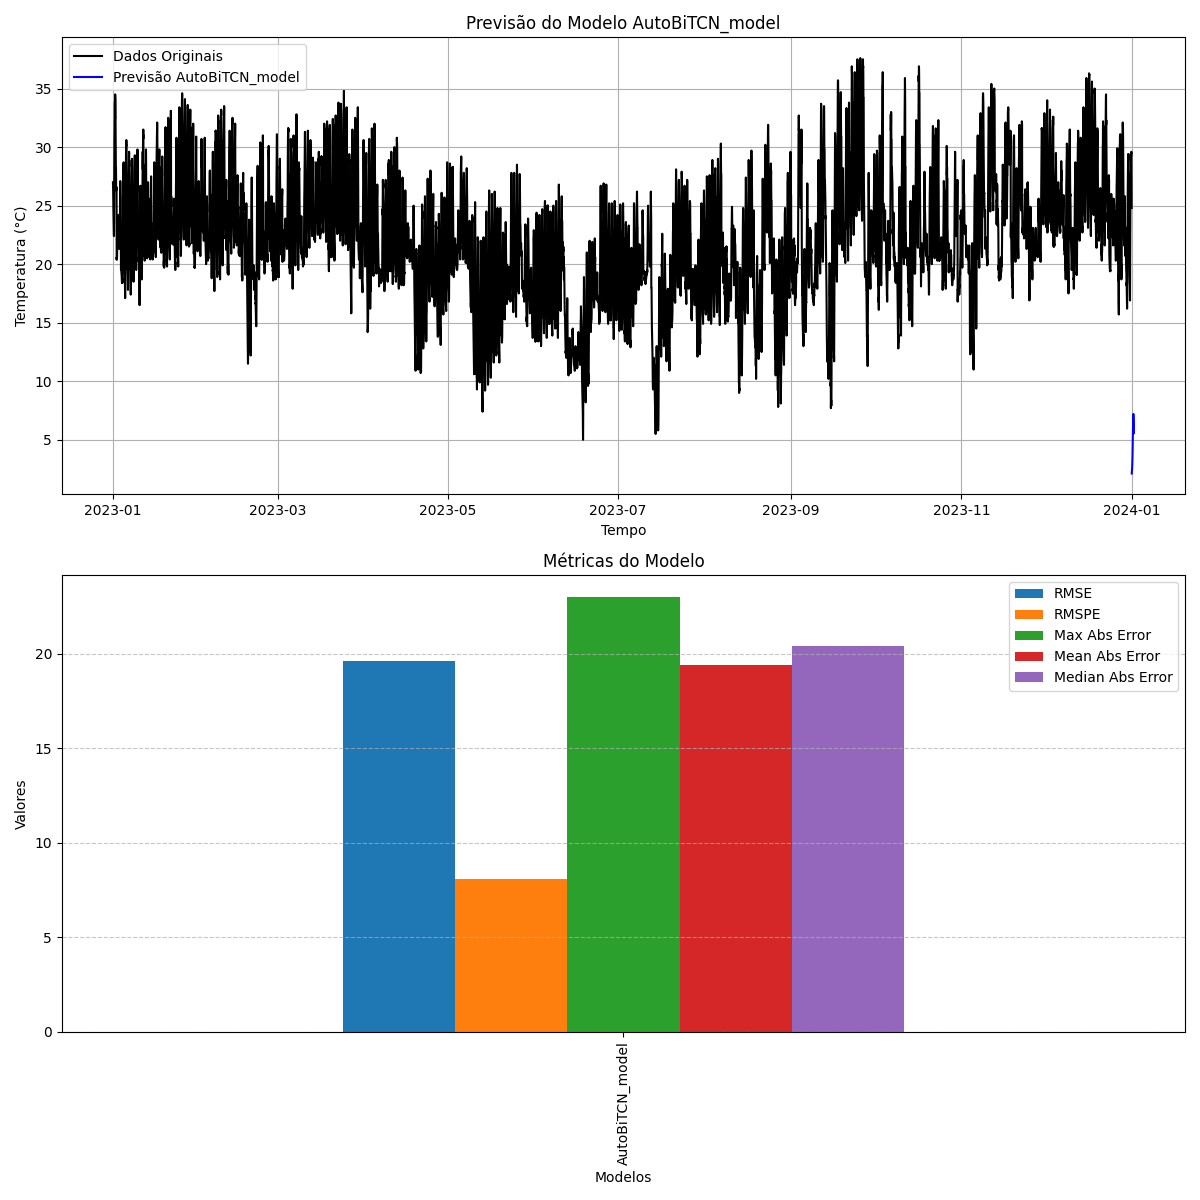 Previsão do Modelo AutoBiTCN_model
Dados Originais
Previsão AutoBiTCN_model
Temperatura (°C)
35
30
25
20
15
10
5
2023-01 2023-03 2023-05 2023-07 2023-09 2023-11 2024-01
Tempo
Métricas do Modelo
RMSE
RMSPE
Max Abs Error
Mean Abs Error
Median Abs Error
Valores
20
15
10
5
0
AutoBiTCN_model
Modelos